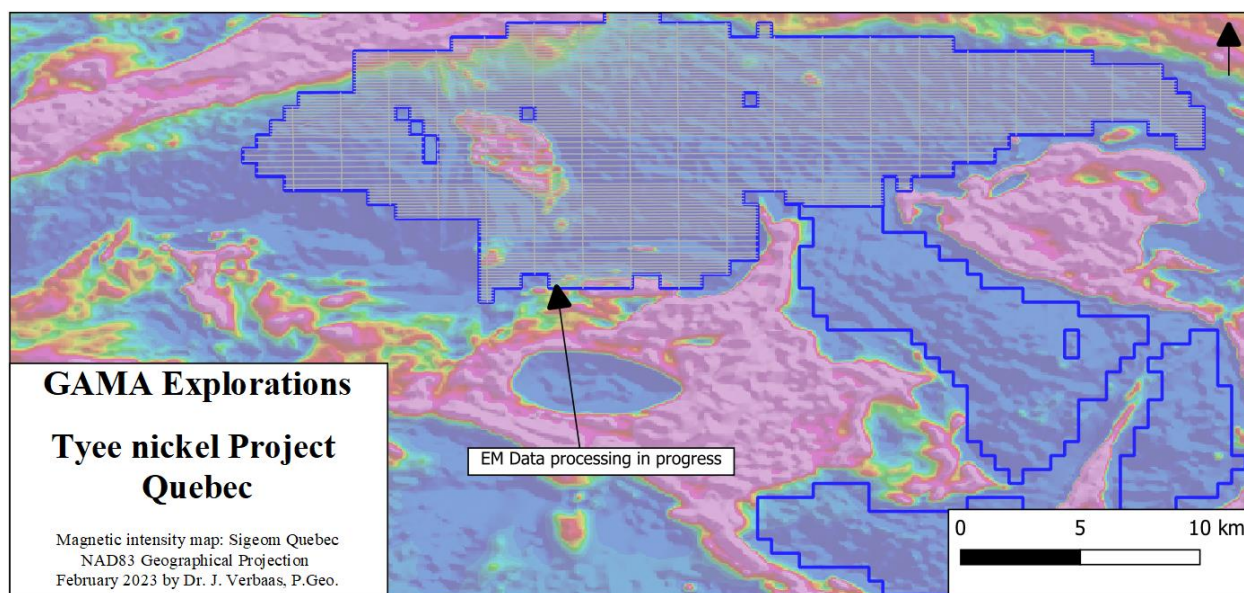 GAMA Explorations
Tyee nickel Project
Quebec
Magnetic intensity map: Sigeom Quebec
NAD83 Geographical Projection
February 2023 by Dr. J. Verbaas, P.Geo.
EM Data processing in progress
0 5 10 km